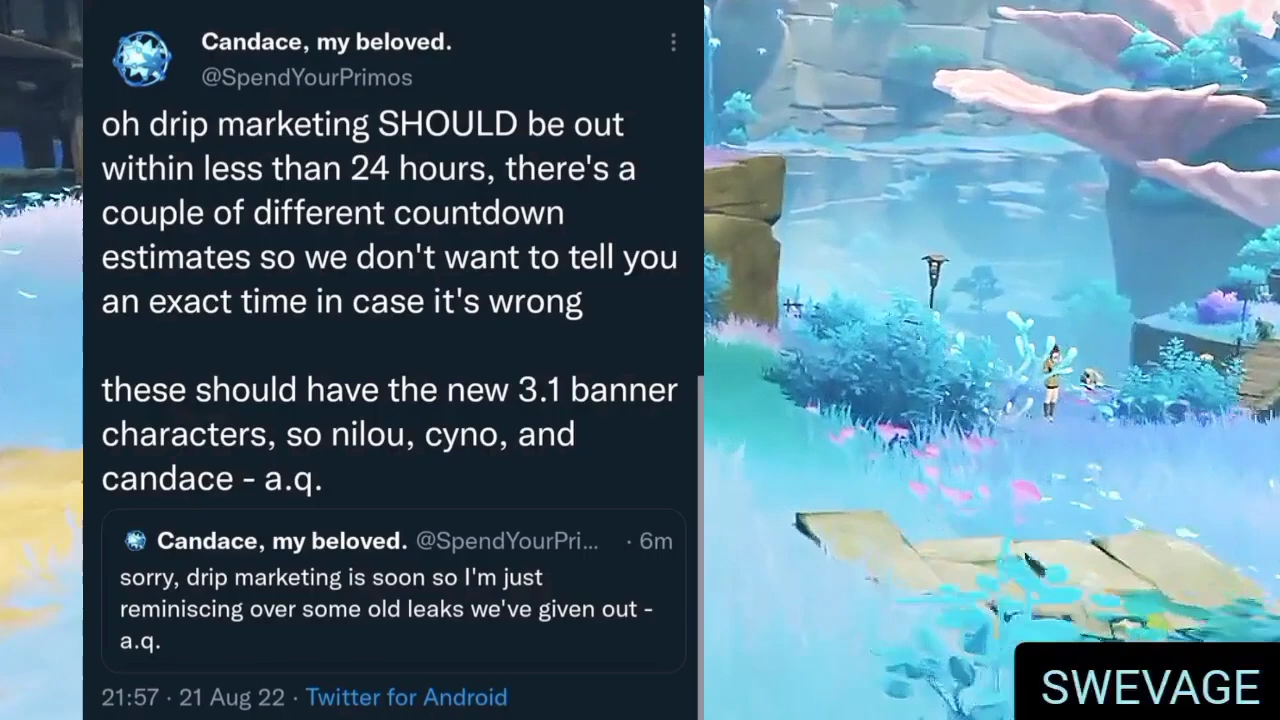 Candace, my beloved.
@SpendYourPrimos
oh drip marketing SHOULD be out
within less than 24 hours, there's a
couple of different countdown
estimates so we don't want to tell you
an exact time in case it's wrong
these should have the new 3.1 banner
characters, so nilou, cyno, and
candace - a.q.
Candace, my beloved. @SpendYourPri... · 6m
sorry, drip marketing is soon so I'm just
reminiscing over some old leaks we've given out -
a.q.
21:57 · 21 Aug 22 · Twitter for Android
SWEVAGE